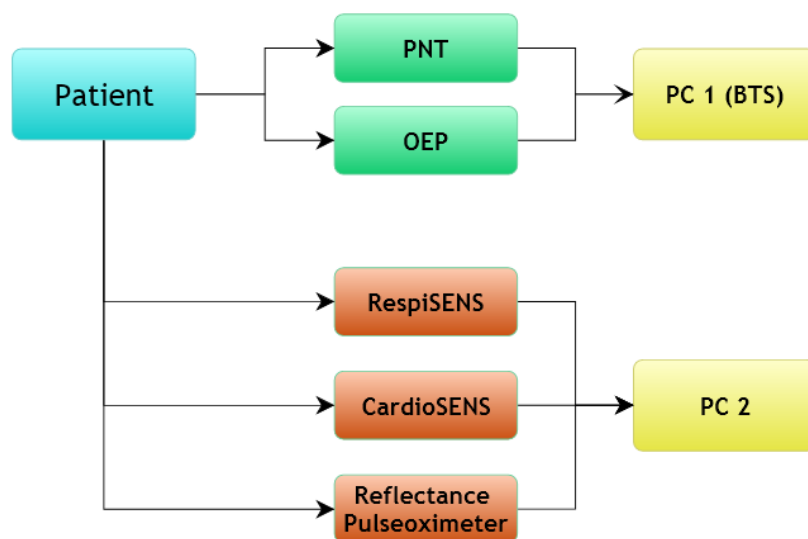 Patient
PNT
OEP
PC 1 (BTS)
RespiSENS
CardioSENS
Reflectance
Pulseoximeter
PC 2